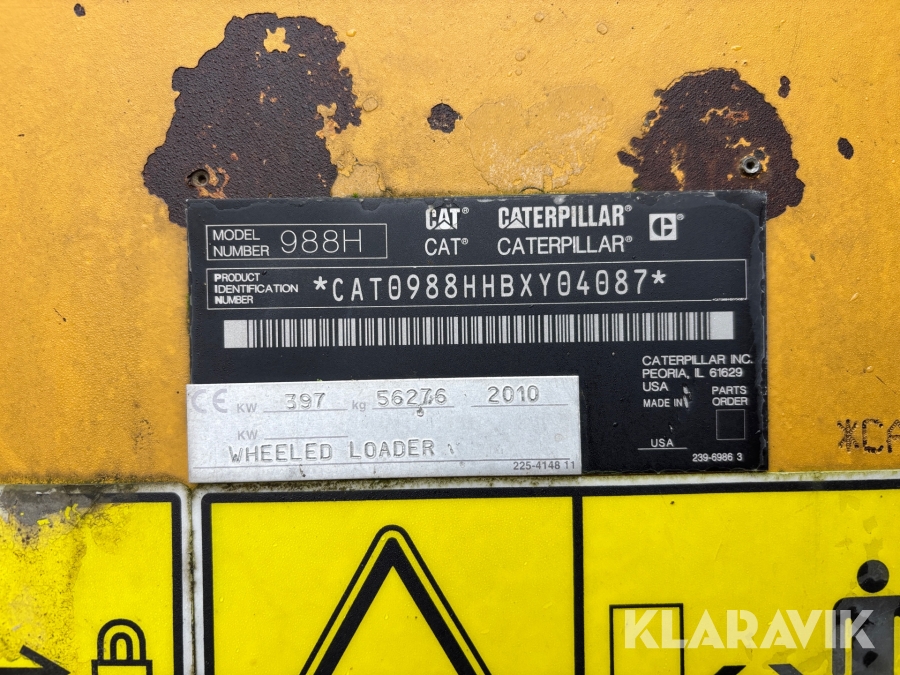 CAT® CATERPILLAR®
CAT® CATERPILLAR® C®
MODEL NUMBER 988H
PRODUCT IDENTIFICATION NUMBER *CAT0988HHBXY04087*
CATERPILLAR INC.
PEORIA, IL 61629
USA
MADE IN
PARTS ORDER
USA
239-6986 3
CE KW 397 kg 56276 2010
KW
WHEELED LOADER
225-4148 11
*CA
KLARAVIK